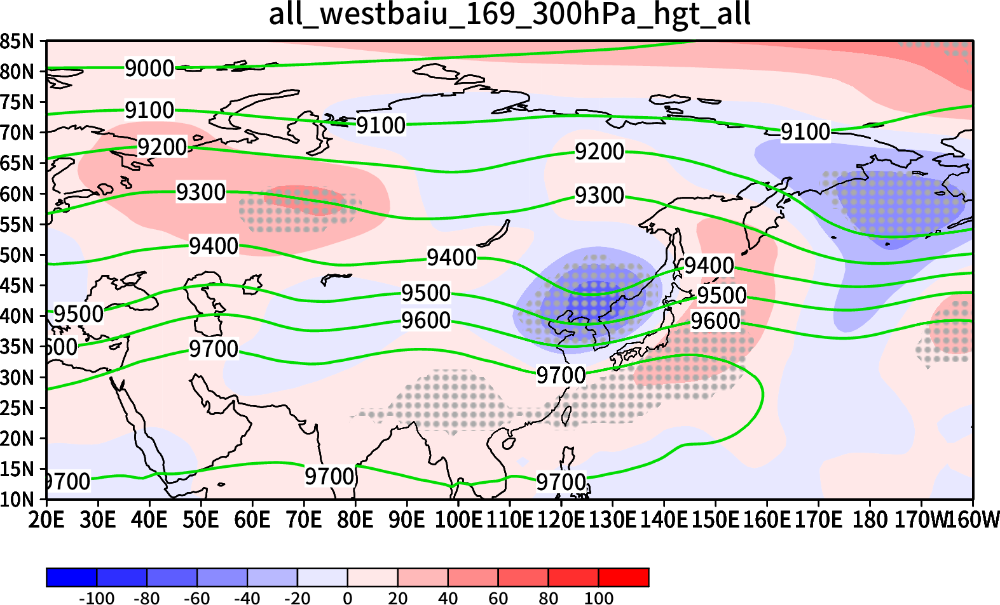 all_westbaiu_169_300hPa_hgt_all
85N
80N
75N
70N
65N
60N
55N
50N
45N
40N
35N
30N
25N
20N
15N
10N
9000
9100
9100
9100
9200
9200
9300
9300
9400
9400
9400
9500
9500
9500
600
9600
9600
9700
9700
9700
9700
9700
20E 30E 40E 50E 60E 70E 80E 90E 100E 110E 120E 130E 140E 150E 160E 170E 180 170W 160W
-100 -80 -60 -40 -20 0 20 40 60 80 100